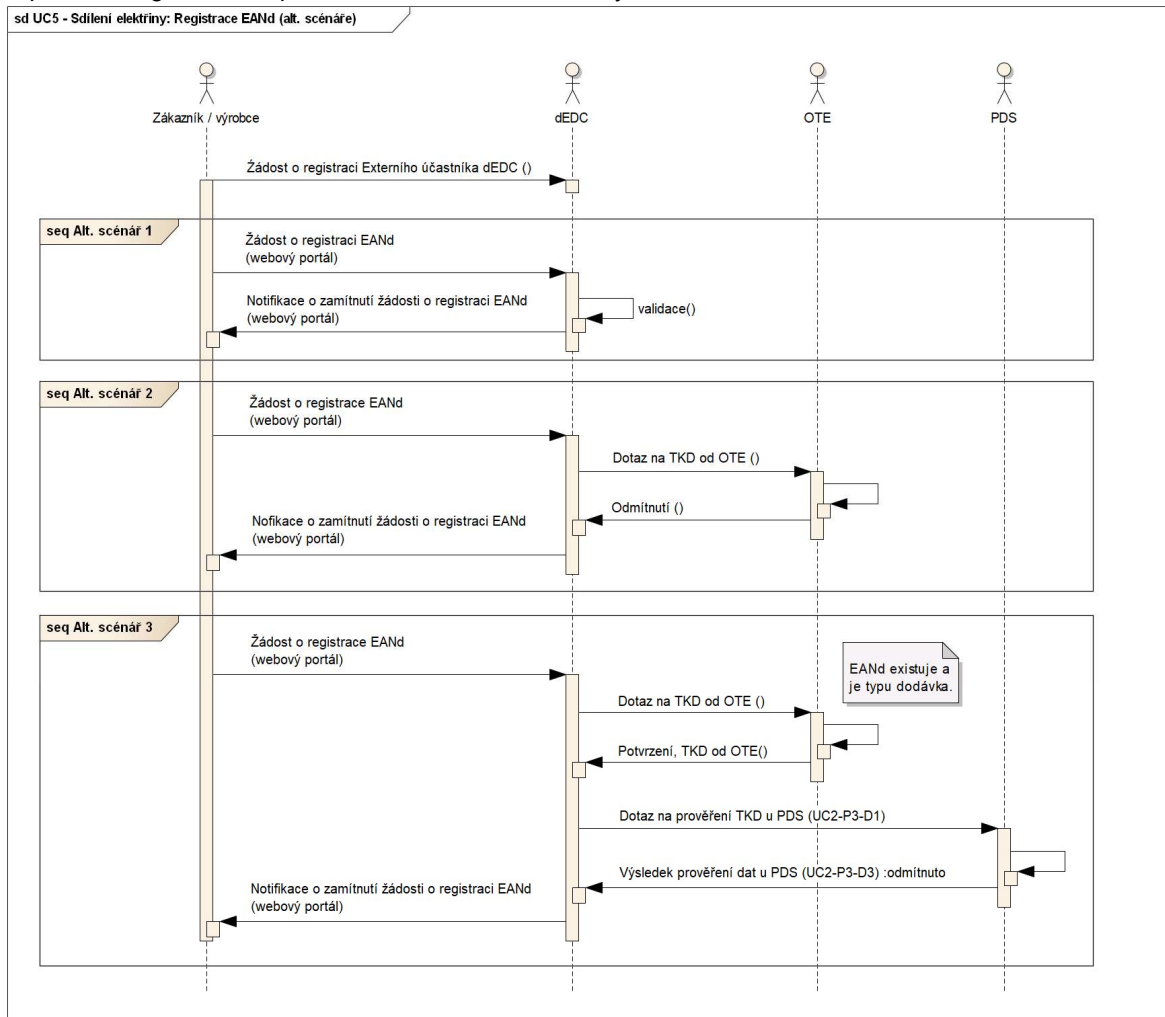 sd UC5 - Sdílení elektřiny: Registrace EANd (alt. scénáře)
Zákazník / výrobce
dEDC
OTE
PDS
Źádost o registraci Externího účastníka dEDC ()
seq Alt. scénář 1
Žádost o registraci EANd
(webový portál)
Notifikace o zamítnutí žádosti o registraci EANd
(webový portál)
validace()
seq Alt. scénář 2
Žádost o registrace EANd
(webový portál)
Dotaz na TKD od OTE ()
Odmítnutí ()
Nofikace o zamítnutí žádosti o registraci EANd
(webový portál)
seq Alt. scénář 3
Žádost o registrace EANd
(webový portál)
EANd existuje a
je typu dodávka.
Dotaz na TKD od OTE ()
Potvrzení, TKD od OTE()
Dotaz na prověření TKD u PDS (UC2-P3-D1)
Výsledek prověření dat u PDS (UC2-P3-D3) :odmítnuto
Notifikace o zamítnutí žádosti o registraci EANd
(webový portál)